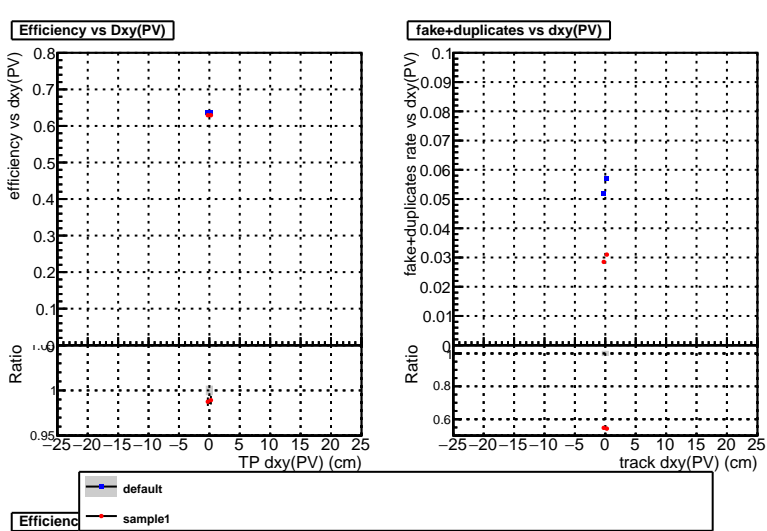 Efficiency vs Dxy(PV)
fake+duplicates vs dxy(PV)
efficiency vs dxy(PV)
0.8
0.7
0.6
0.5
0.4
0.3
0.2
0.1
0
Ratio
1
0.95
−25 −20 −15 −10 −5 0 5 10 15 20 25
TP dxy(PV) (cm)
fake+duplicates rate vs dxy(PV)
0.1
0.09
0.08
0.07
0.06
0.05
0.04
0.03
0.02
0.01
0
Ratio
1
0.8
0.6
−25 −20 −15 −10 −5 0 5 10 15 20 25
track dxy(PV) (cm)
default
sample1